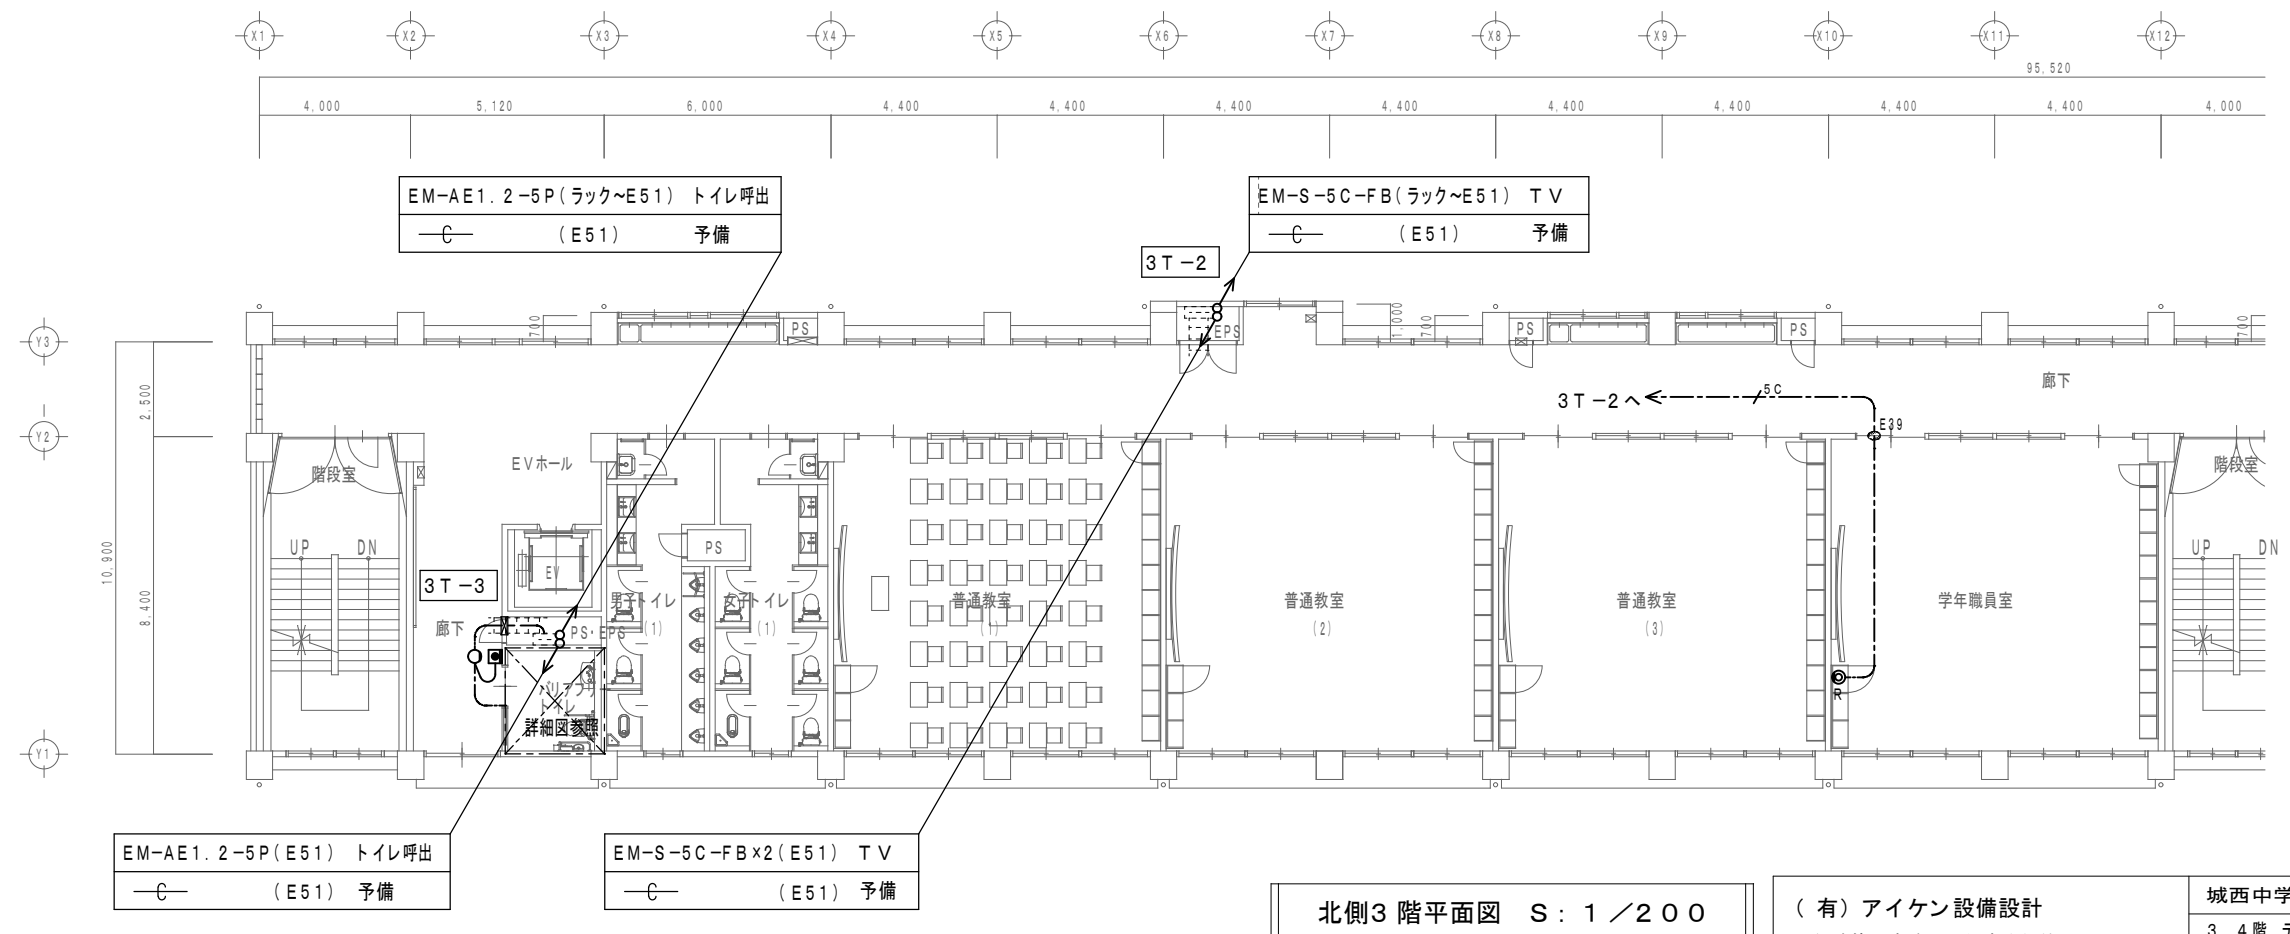 X1 X2 X3 X4 X5 X6 X7 X8 X9 X10 X11 X12
95,520
4,000 5,120 6,000 4,400 4,400 4,400 4,400 4,400 4,400 4,400 4,400 4,000
EM-AE1.2-5P(ラック~E51) トイレ呼出
C (E51) 予備
EM-S-5C-FB(ラック~E51) TV
C (E51) 予備
3T-2
700 PS EPS 1,000 700 PS PS 700
Y3
廊下
5C
3T-2へ
2,500
E39
Y2
EVホール
階段室
階段室
UP DN
PS
UP DN
10,900
EV
3T-3
8,400
男子トイレ
(1)
女子トイレ
(1)
普通教室
(1)
普通教室
(2)
普通教室
(3)
学年職員室
廊下
PS・EPS
バリアフリー
トイレ
R
詳細図参照
Y1
EM-AE1.2-5P(E51) トイレ呼出
C (E51) 予備
EM-S-5C-FB×2(E51) TV
C (E51) 予備
北側3階平面図 S:1/200
(有)アイケン設備設計
城西中学